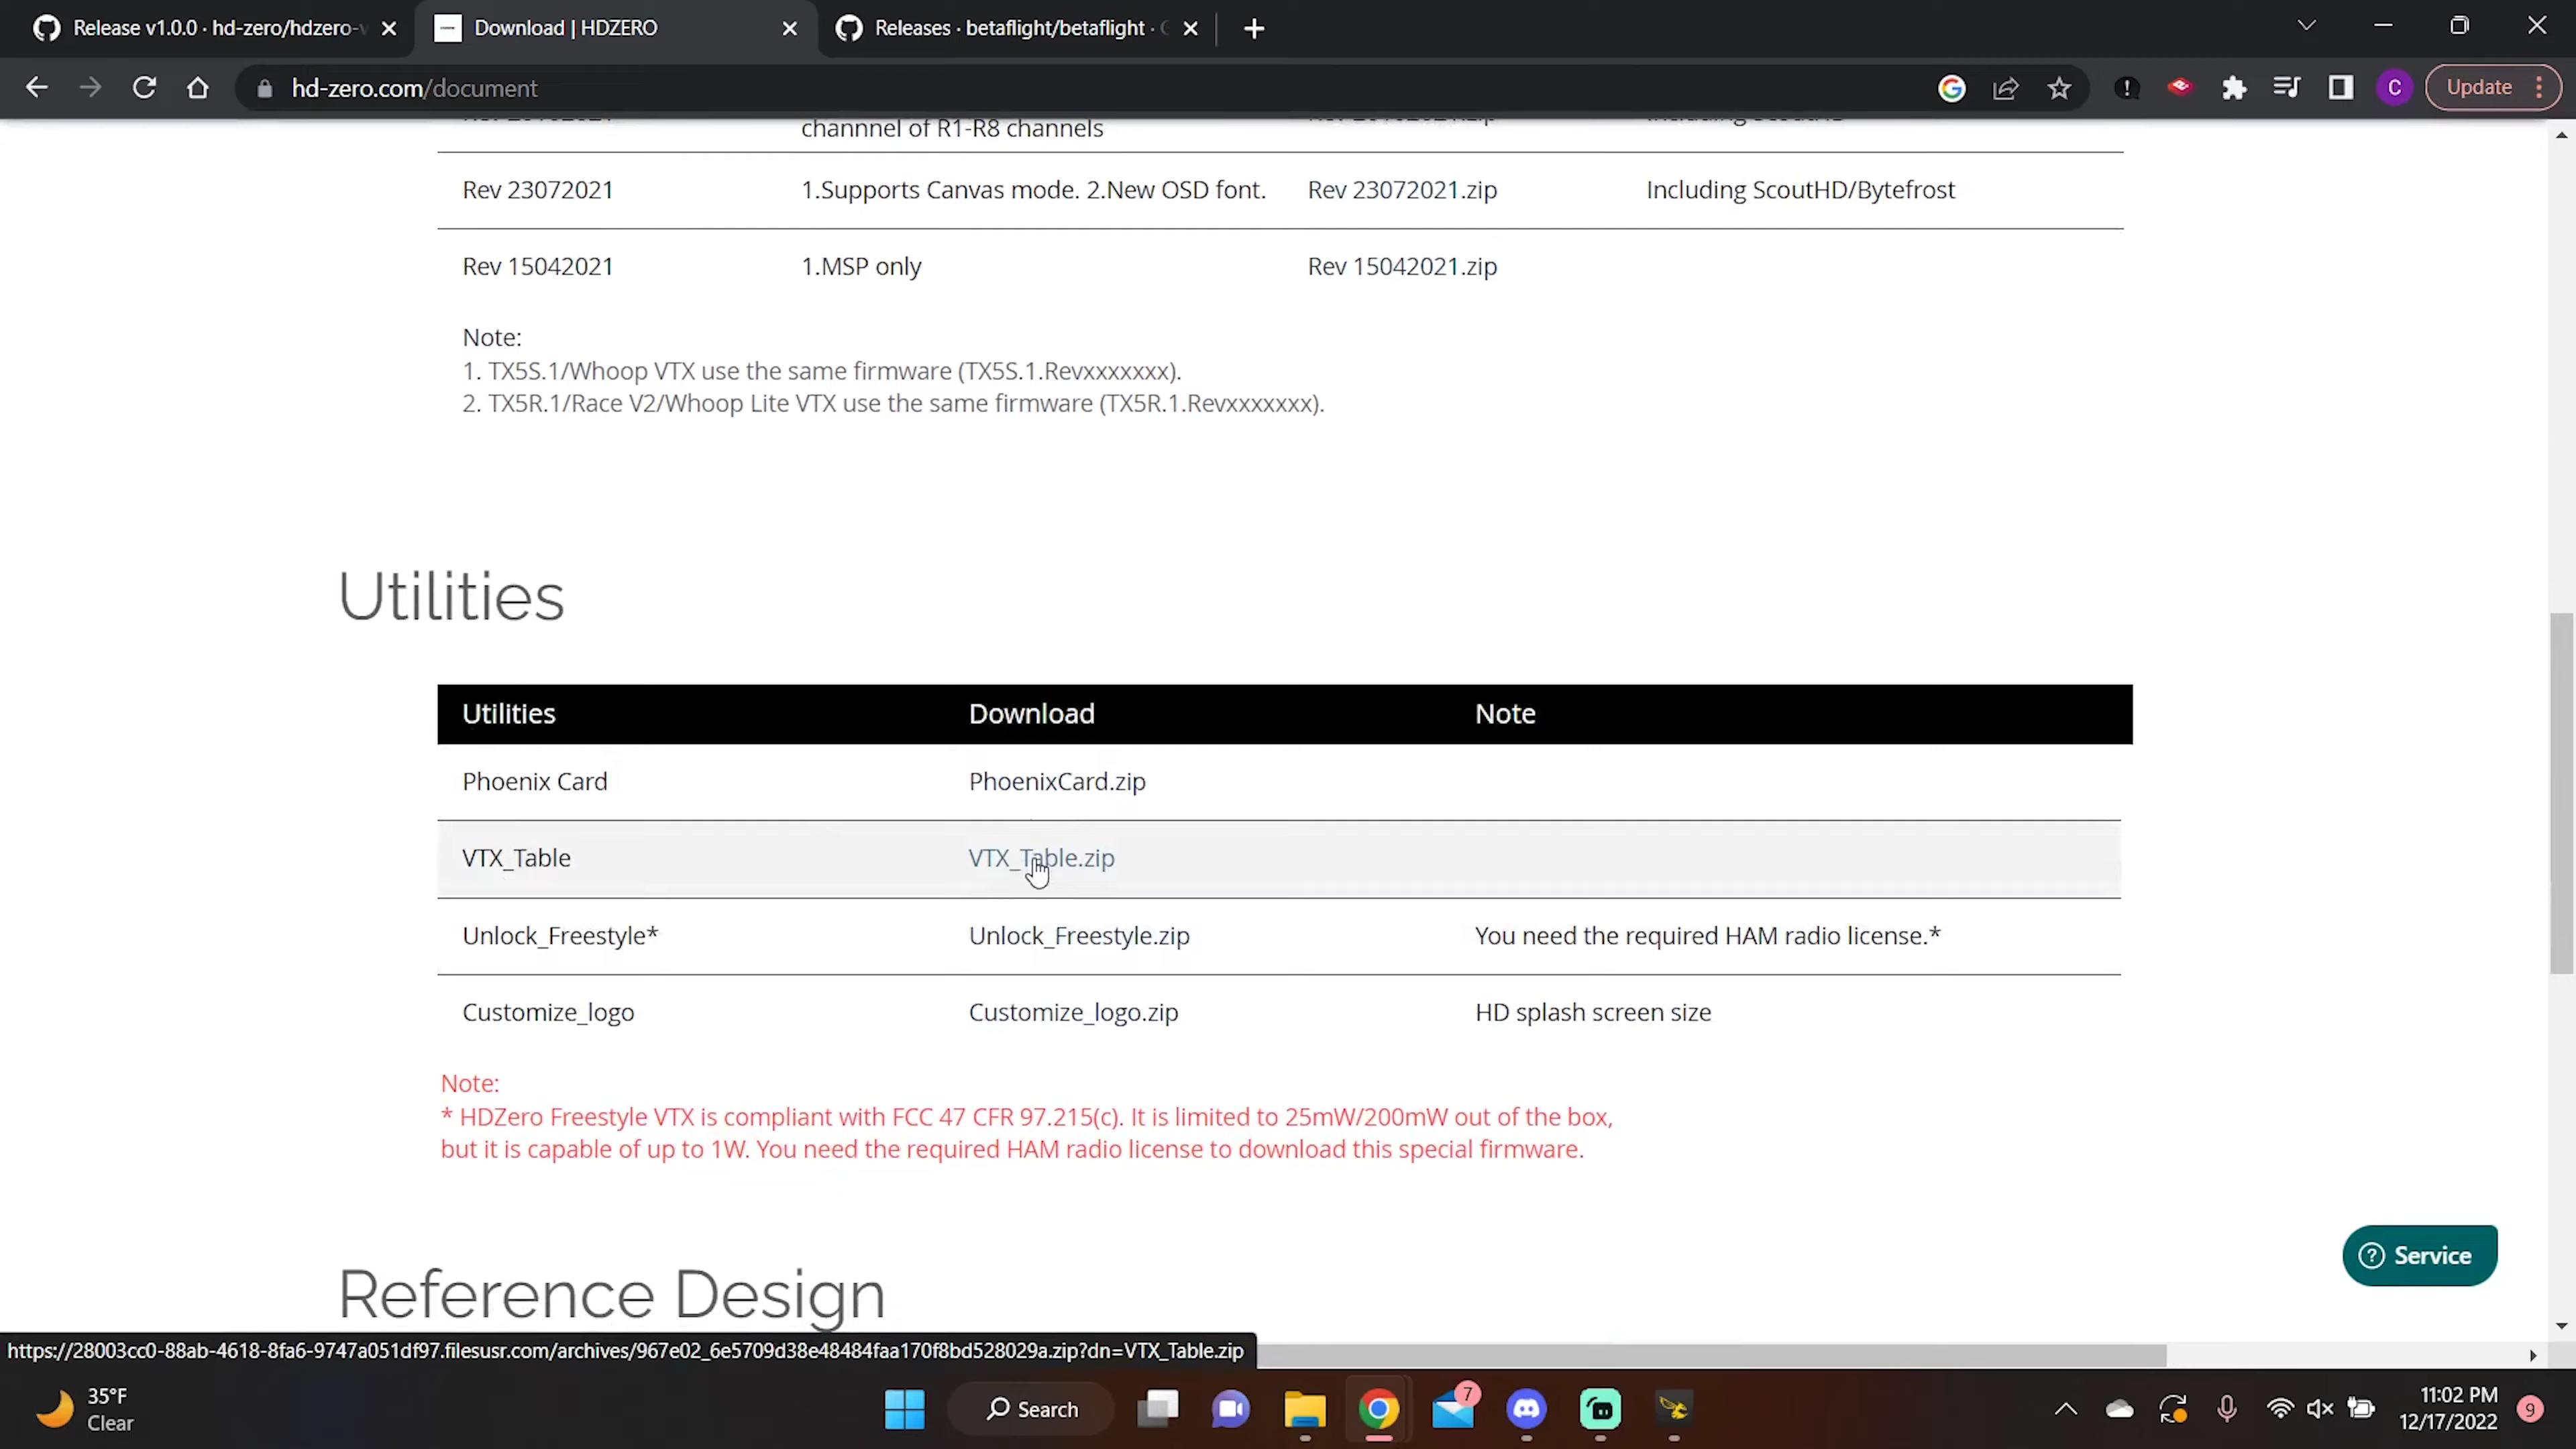 Release v1.0.0 · hd-zero/hdzero-v
Download | HDZERO
Releases · betaflight/betaflight ·
hd-zero.com/document
Update
C
channnel of R1-R8 channels
Rev 23072021 1.Supports Canvas mode. 2.New OSD font. Rev 23072021.zip Including ScoutHD/Bytefrost
Rev 15042021 1.MSP only Rev 15042021.zip
Note:
1. TX5S.1/Whoop VTX use the same firmware (TX5S.1.Revxxxxxxx).
2. TX5R.1/Race V2/Whoop Lite VTX use the same firmware (TX5R.1.Revxxxxxxx).
Utilities
Utilities Download Note
Phoenix Card PhoenixCard.zip
VTX_Table VTX_Table.zip
Unlock_Freestyle* Unlock_Freestyle.zip You need the required HAM radio license.*
Customize_logo Customize_logo.zip HD splash screen size
Note:
* HDZero Freestyle VTX is compliant with FCC 47 CFR 97.215(c). It is limited to 25mW/200mW out of the box,
but it is capable of up to 1W. You need the required HAM radio license to download this special firmware.
Service
Reference Design
https://28003cc0-88ab-4618-8fa6-9747a051df97.filesusr.com/archives/967e02_6e5709d38e48484faa170f8bd528029a.zip?dn=VTX_Table.zip
35°F
Clear
Search
7
11:02 PM
12/17/2022
9